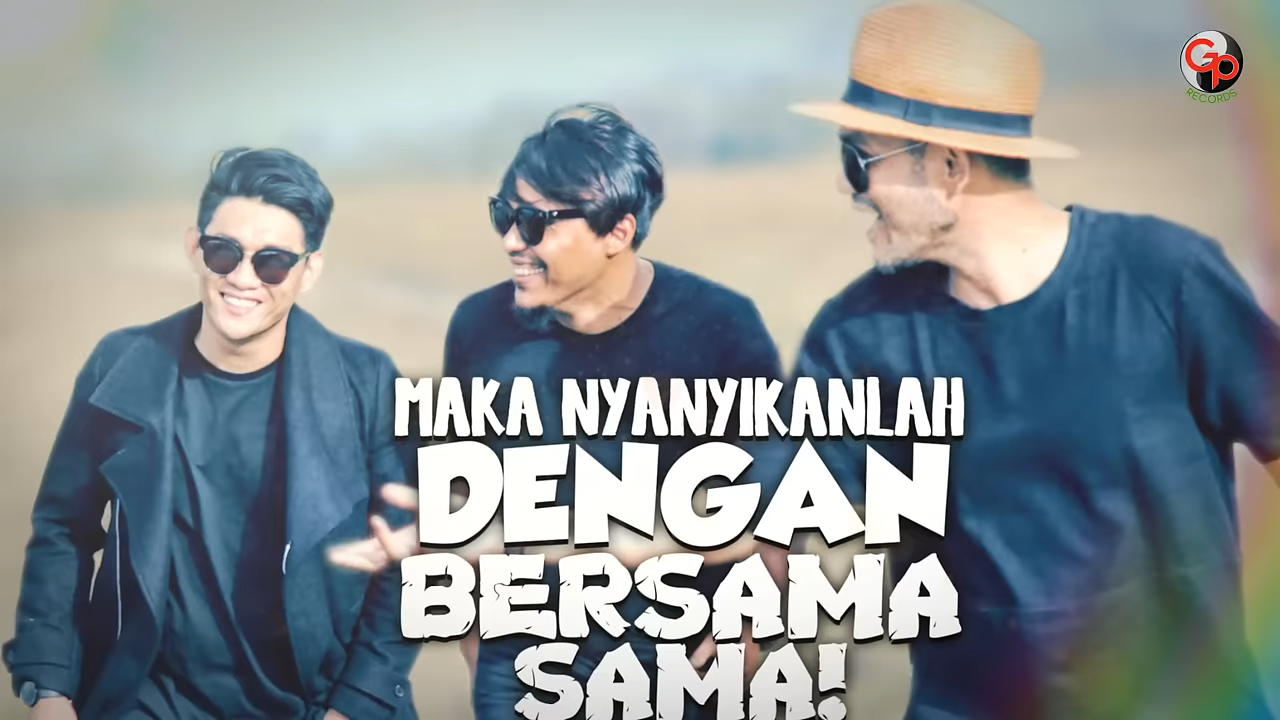 GP
RECORDS
MAKA NYANYIKANLAH
DENGAN
BERSAMA
SAMA!